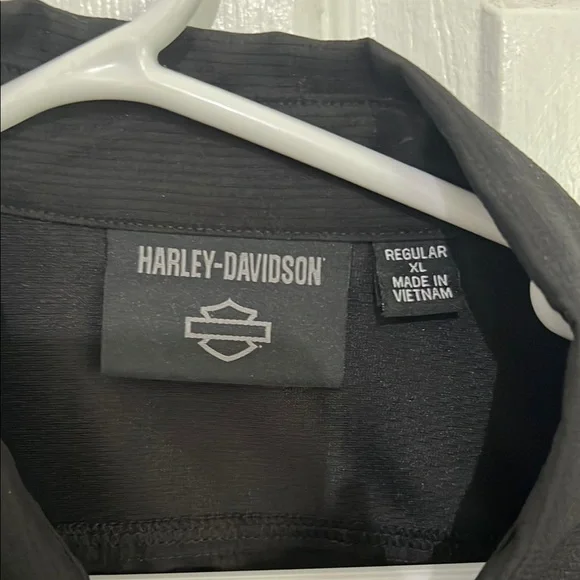 HARLEY-DAVIDSON
REGULAR
XL
MADE IN
VIETNAM